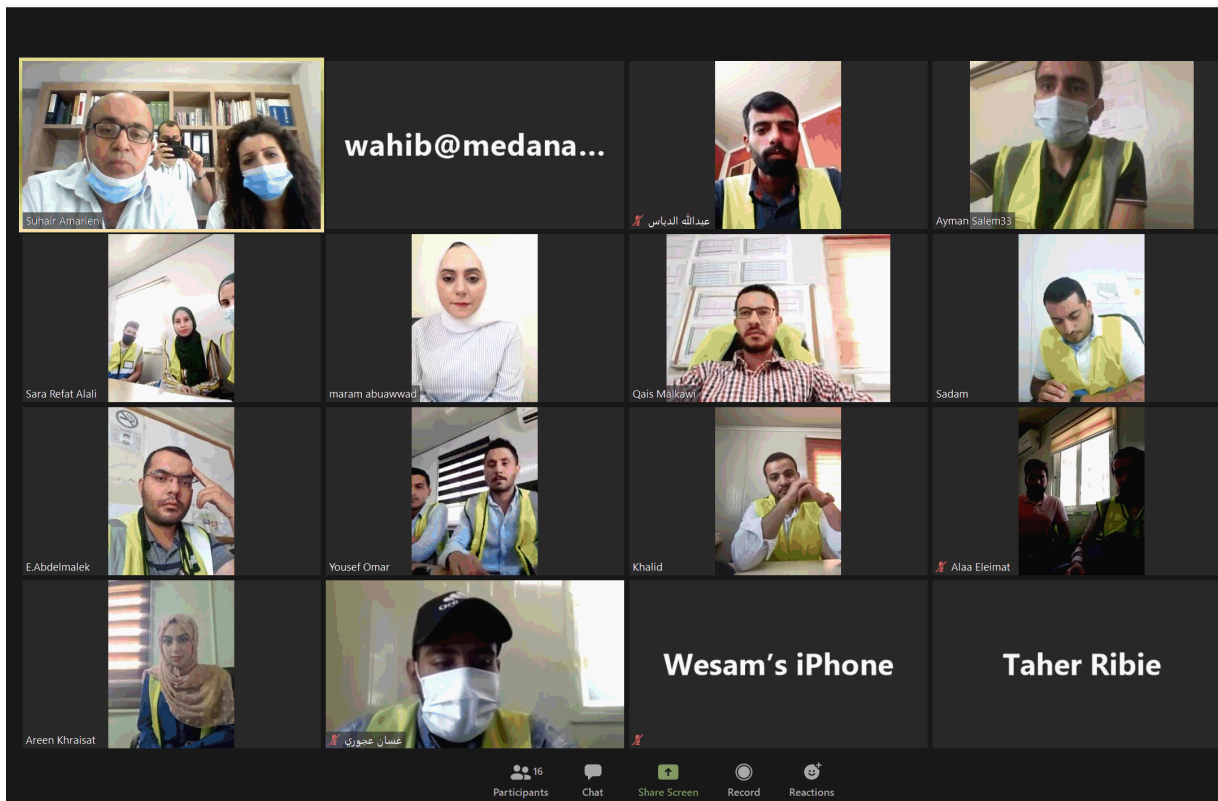 Suhair Amarien
wahib@medana...
عبدالله الدباس
Ayman Salem33
Sara Refat Alali
maram abuawwad
Qais Malkawi
Sadam
E.Abdelmalek
Yousef Omar
Khalid
Alaa Eleimat
Areen Khraisat
غسان عجوري
Wesam's iPhone
Taher Ribie
16
Participants
Chat
Share Screen
Record
Reactions